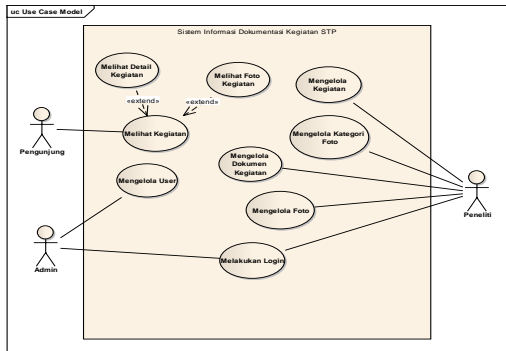 uc Use Case Model
Sistem Informasi Dokumentasi Kegiatan STP
Melihat Detail
Kegiatan
Melihat Foto
Kegiatan
Mengelola
Kegiatan
«extend»
«extend»
Melihat Kegiatan
Mengelola Kategori
Foto
Pengunjung
Mengelola
Dokumen
Kegiatan
Mengelola User
Mengelola Foto
Peneliti
Admin
Melakukan Login